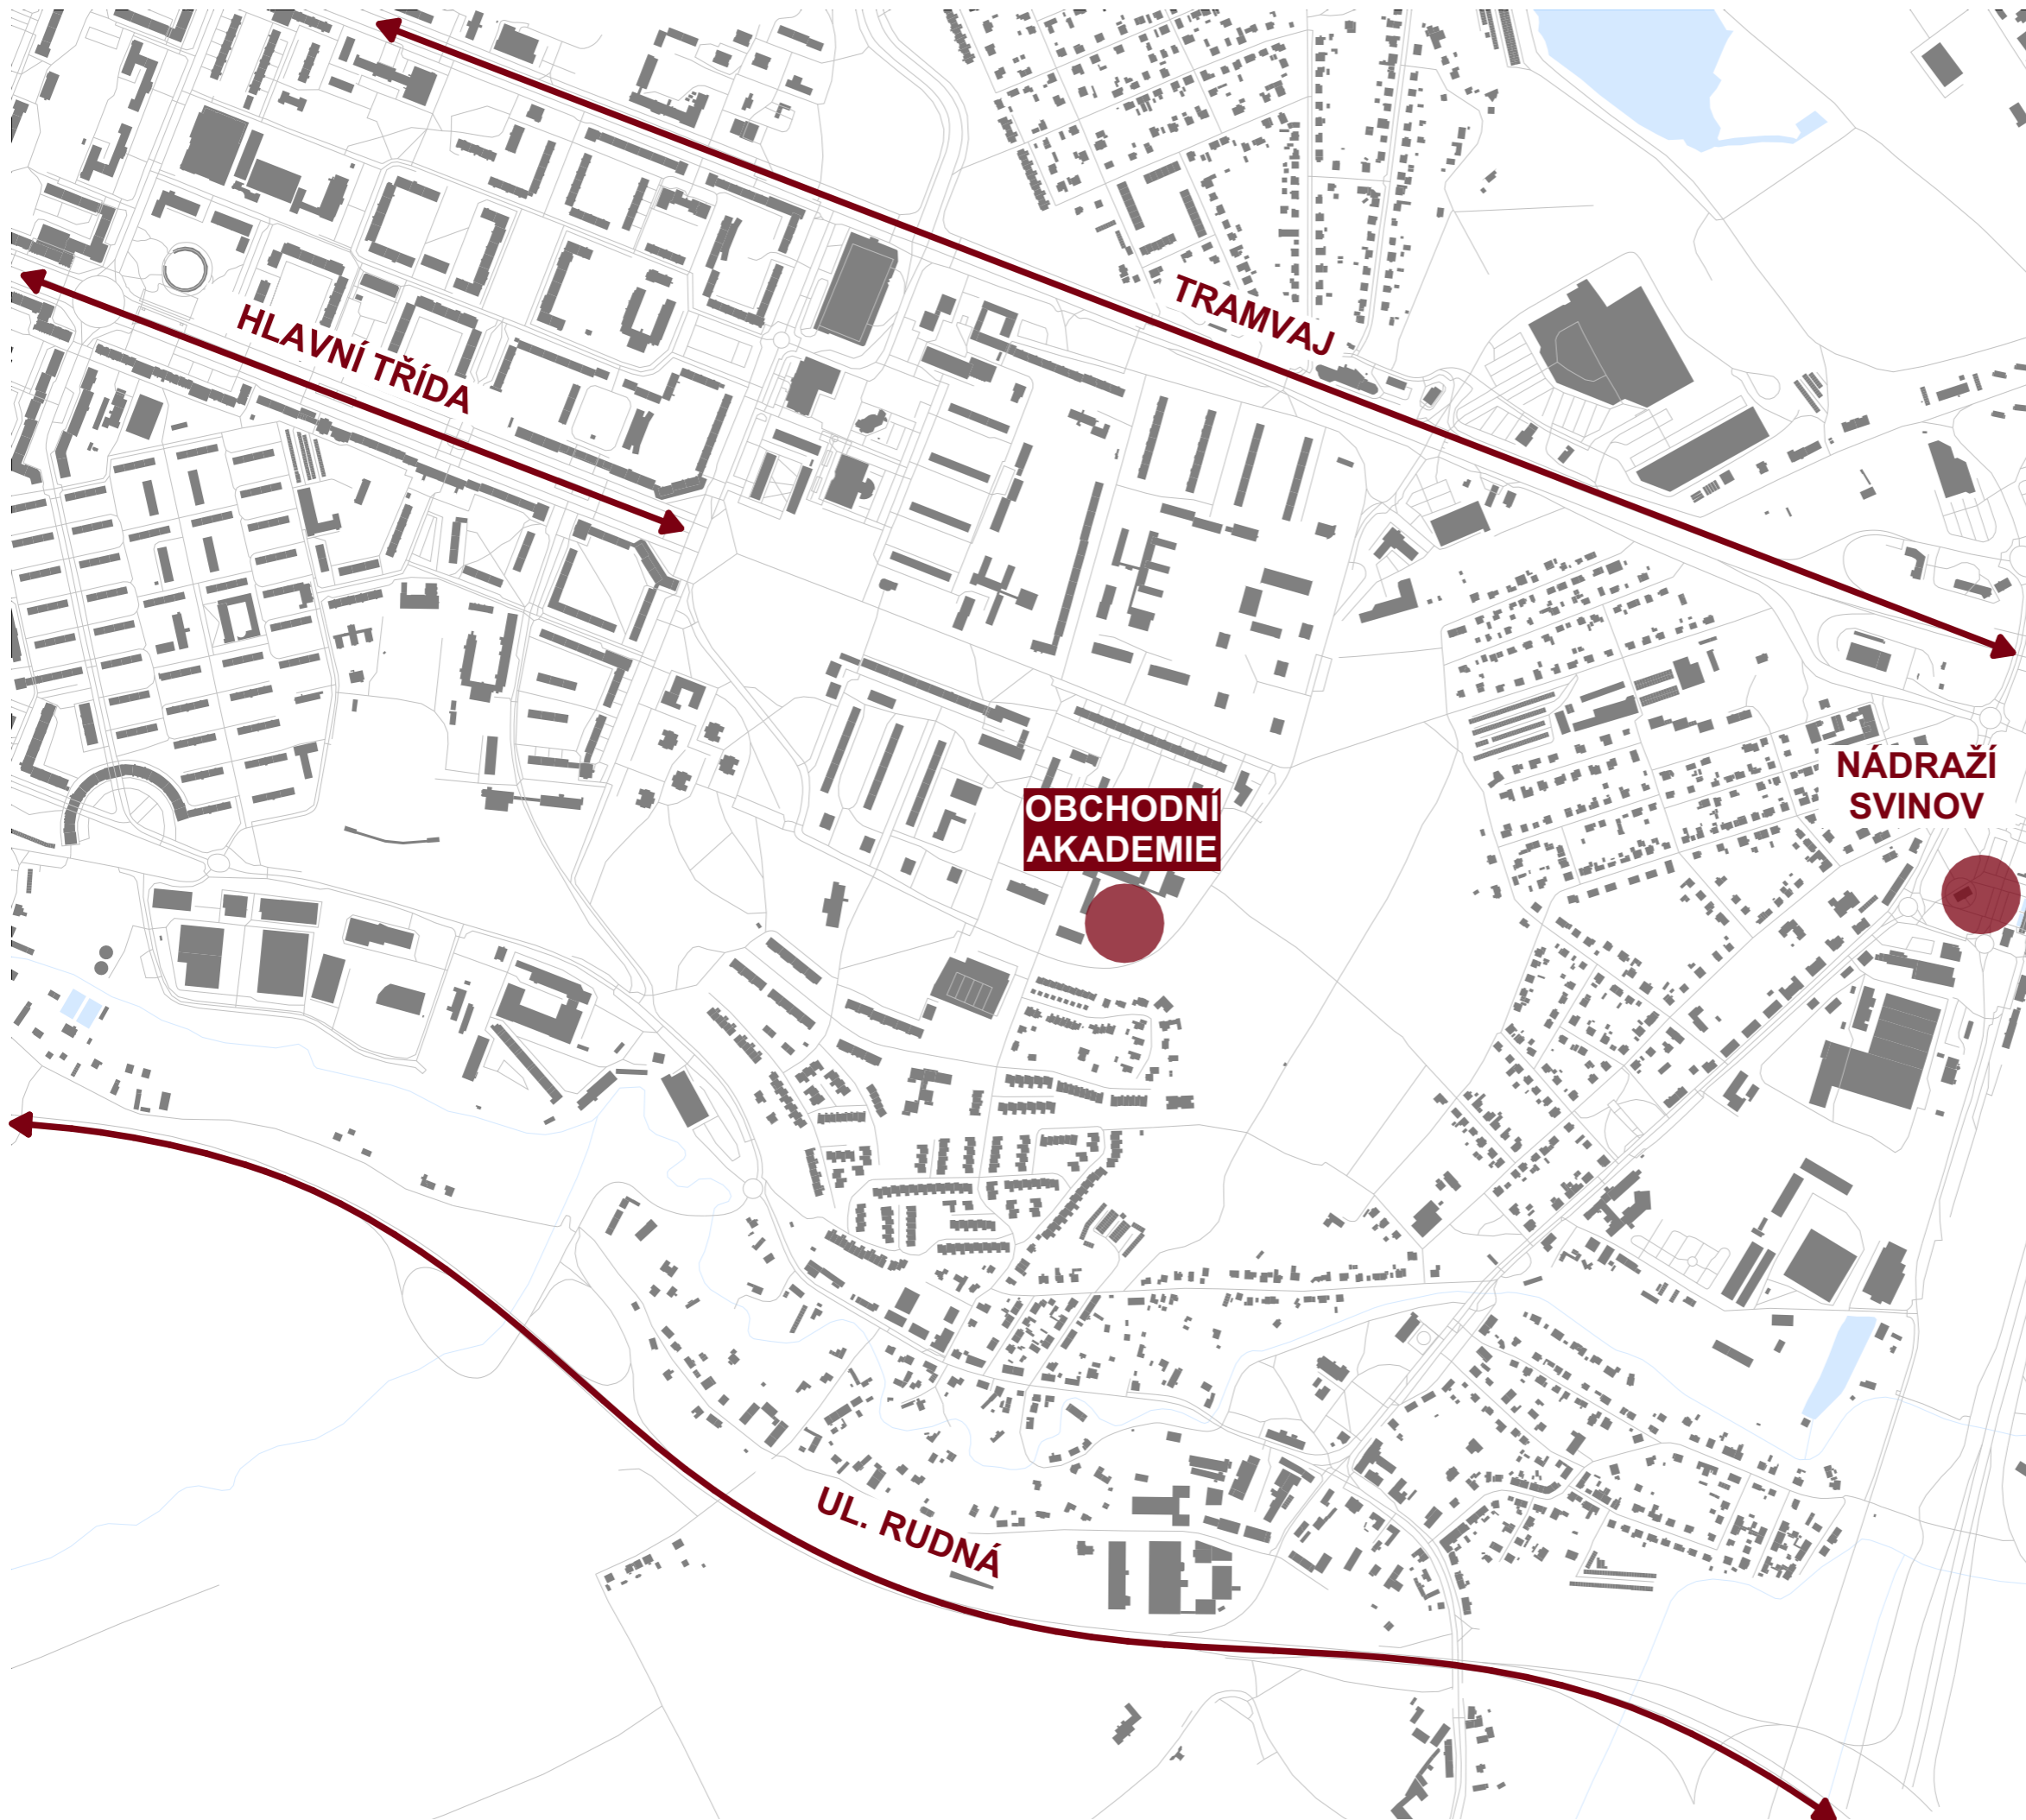 TRAMVAJ
HLAVNÍ TŘÍDA
NÁDRAŽÍ
SVINOV
OBCHODNÍ
AKADEMIE
UL. RUDNÁ